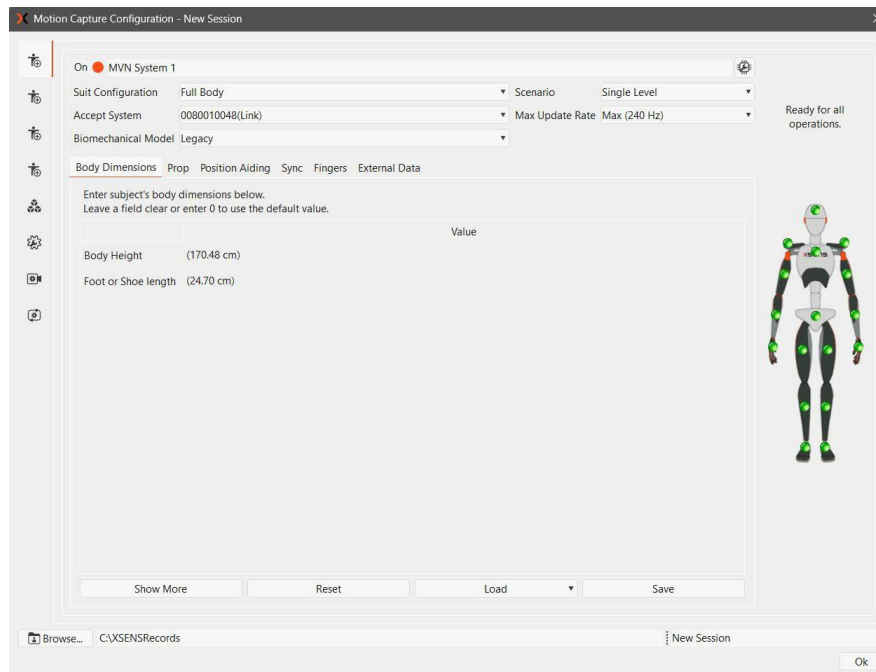 Motion Capture Configuration - New Session
On MVN System 1
Suit Configuration Full Body Scenario Single Level
Accept System 0080010048(Link) Max Update Rate Max (240 Hz)
Biomechanical Model Legacy
Ready for all
operations.
Body Dimensions Prop Position Aiding Sync Fingers External Data
Enter subject's body dimensions below.
Leave a field clear or enter 0 to use the default value.
Value
Body Height (170.48 cm)
Foot or Shoe length (24.70 cm)
XSENS
Show More Reset Load Save
Browse... C:\XSENSRecords New Session
Ok